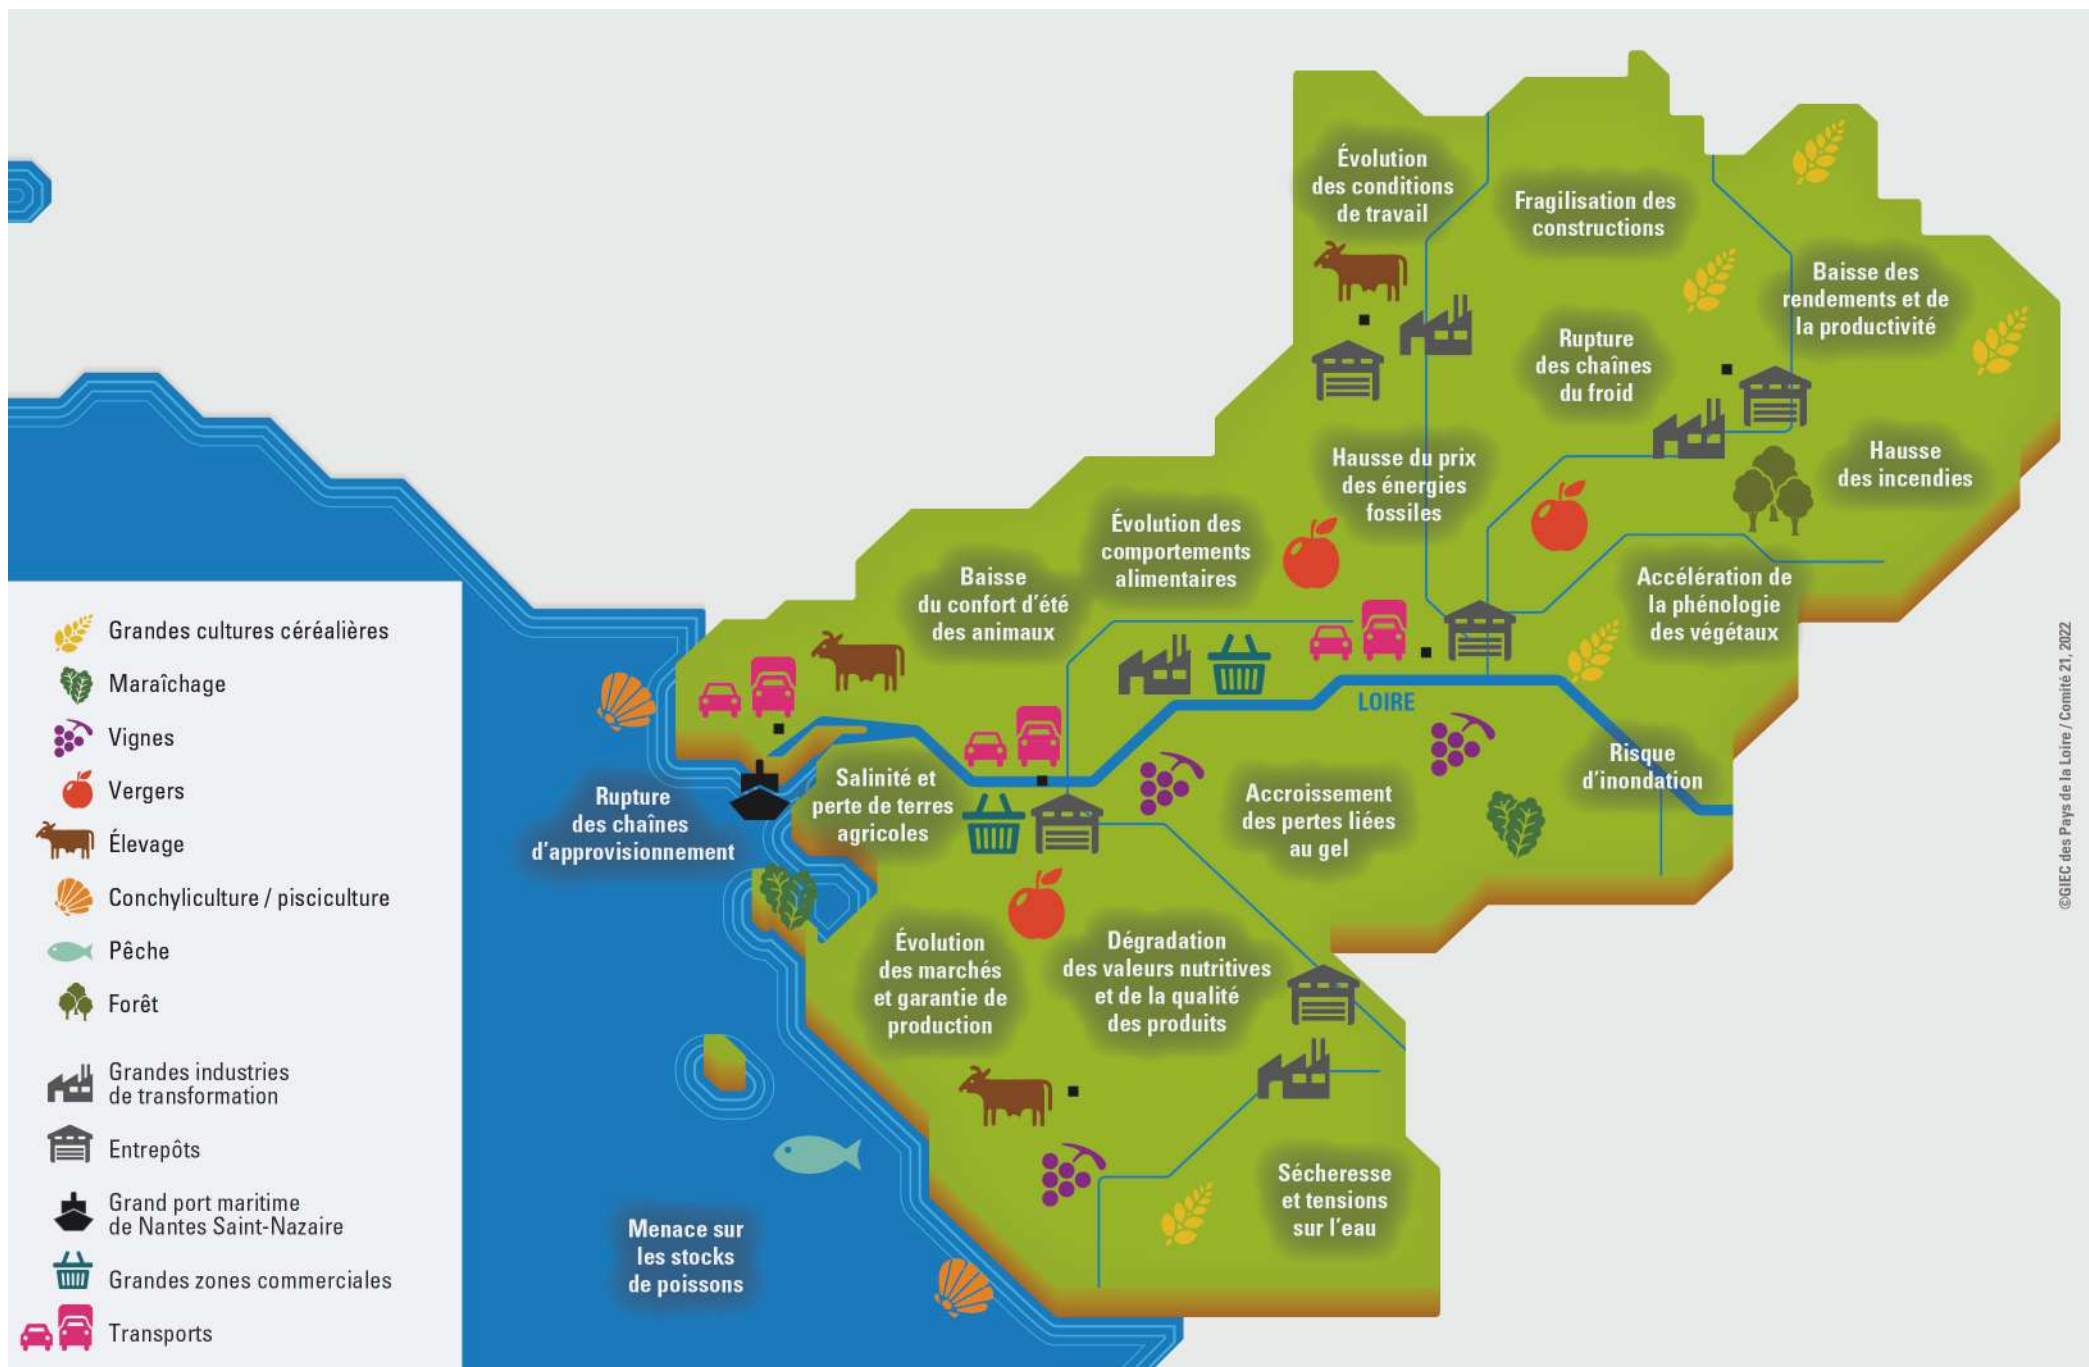 Évolution
des conditions
de travail
Fragilisation des
constructions
Baisse des
rendements et de
la productivité
Rupture
des chaînes
du froid
Hausse du prix
des énergies
fossiles
Hausse
des incendies
Évolution des
comportements
alimentaires
Baisse
du confort d'été
des animaux
Accélération de
la phénologie
des végétaux
LOIRE
Risque
d'inondation
Salinité et
perte de terres
agricoles
Rupture
des chaînes
d'approvisionnement
Accroissement
des pertes liées
au gel
Évolution
des marchés
et garantie de
production
Dégradation
des valeurs nutritives
et de la qualité
des produits
Sécheresse
et tensions
sur l'eau
Menace sur
les stocks
de poissons
Grandes cultures céréalières
Maraîchage
Vignes
Vergers
Élevage
Conchyliculture / pisciculture
Pêche
Forêt
Grandes industries
de transformation
Entrepôts
Grand port maritime
de Nantes Saint-Nazaire
Grandes zones commerciales
Transports
©GIEC des Pays de la Loire / Comité 21, 2022